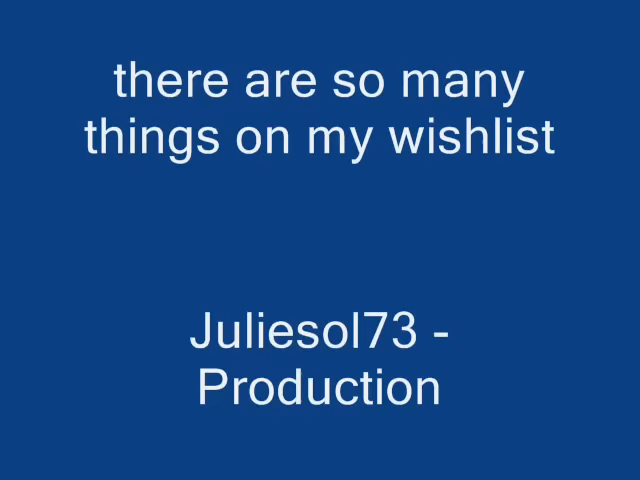 there are so many
things on my wishlist
Juliesol73 -
Production